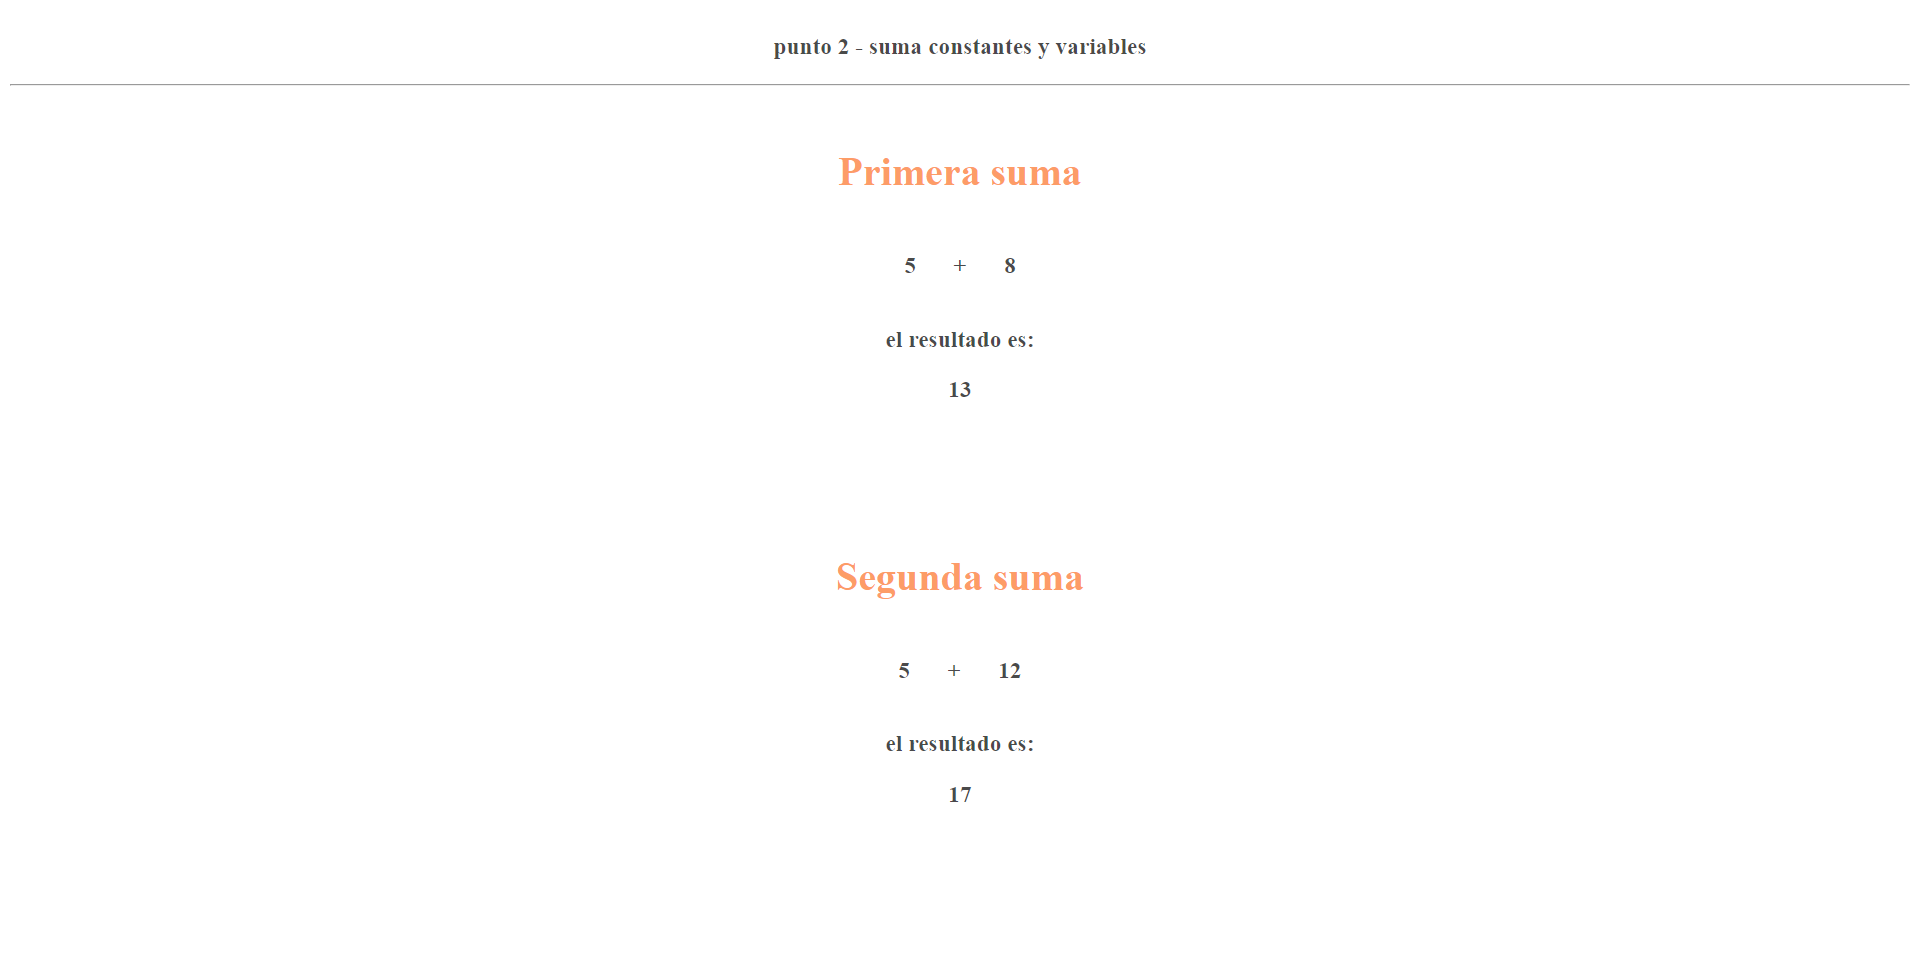 punto 2 - suma constantes y variables
Primera suma
5 + 8
el resultado es:
13
Segunda suma
5 + 12
el resultado es:
17